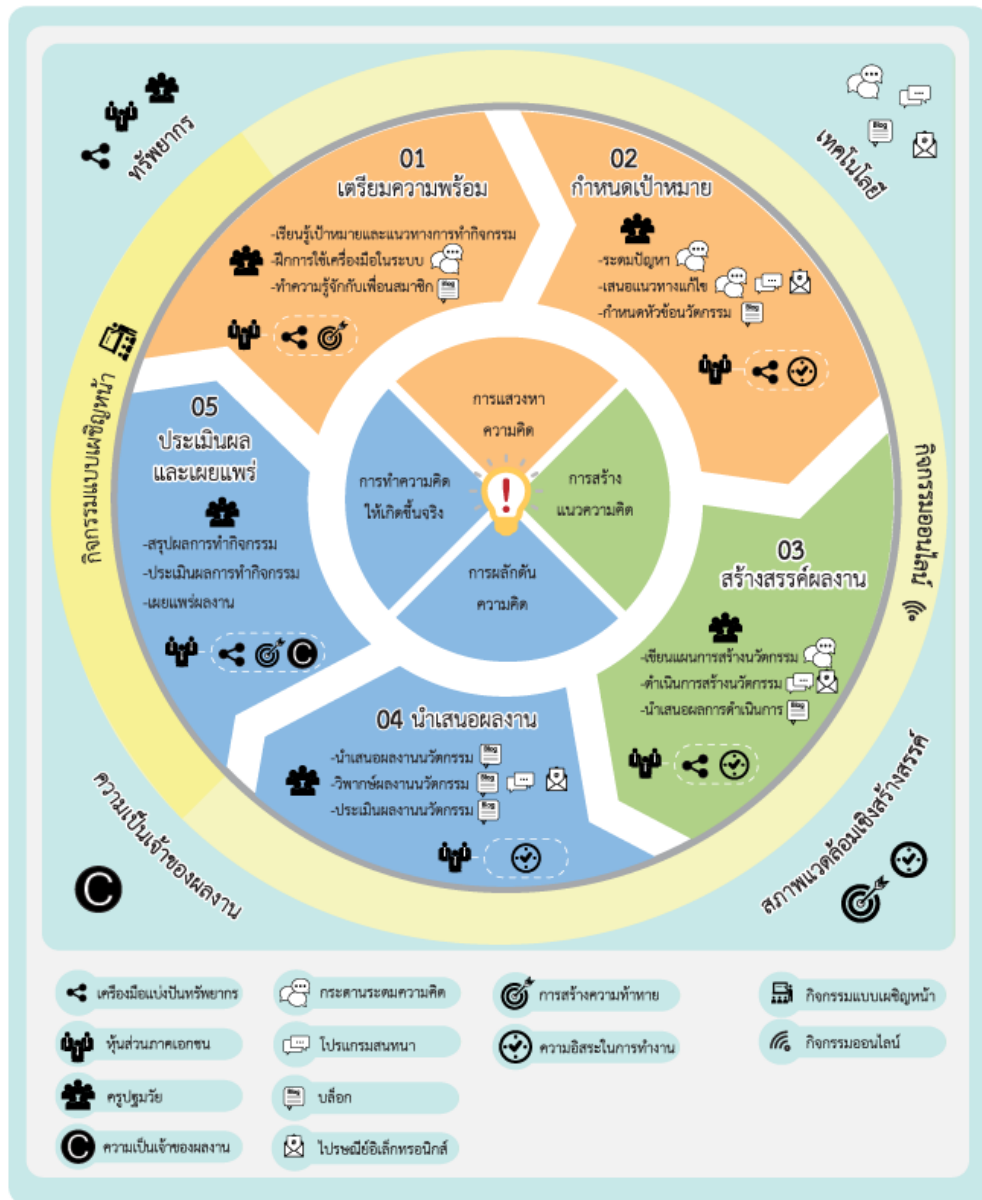 ทรัพยากร
เทคโนโลยี
Blog
กิจกรรมแบบเผชิญหน้า
กิจกรรมออนไลน์
ความเป็นเจ้าของผลงาน
C
สภาพแวดล้อมเชิงสร้างสรรค์
01
เตรียมความพร้อม
-เรียนรู้เป้าหมายและแนวทางการทำกิจกรรม
-ฝึกการใช้เครื่องมือในระบบ
-ทำความรู้จักกับเพื่อนสมาชิก Blog
02
กำหนดเป้าหมาย
-ระดมปัญหา
-เสนอแนวทางแก้ไข
-กำหนดหัวข้อนวัตกรรม Blog
03
สร้างสรรค์ผลงาน
-เขียนแผนการสร้างนวัตกรรม
-ดำเนินการสร้างนวัตกรรม
-นำเสนอผลการดำเนินการ Blog
04 นำเสนอผลงาน
-นำเสนอผลงานนวัตกรรม Blog
-วิพากษ์ผลงานนวัตกรรม Blog
-ประเมินผลงานนวัตกรรม Blog
05
ประเมินผล
และเผยแพร่
-สรุปผลการทำกิจกรรม
-ประเมินผลการทำกิจกรรม
-เผยแพร่ผลงาน
C
การแสวงหา
ความคิด
การสร้าง
แนวความคิด
การผลักดัน
ความคิด
การทำความคิด
ให้เกิดขึ้นจริง
!
เครื่องมือแบ่งปันทรัพยากร
หุ้นส่วนภาคเอกชน
ครูปฐมวัย
C ความเป็นเจ้าของผลงาน
กระดานระดมความคิด
โปรแกรมสนทนา
Blog บล็อก
ไปรษณีย์อิเล็กทรอนิกส์
การสร้างความท้าทาย
ความอิสระในการทำงาน
กิจกรรมแบบเผชิญหน้า
กิจกรรมออนไลน์